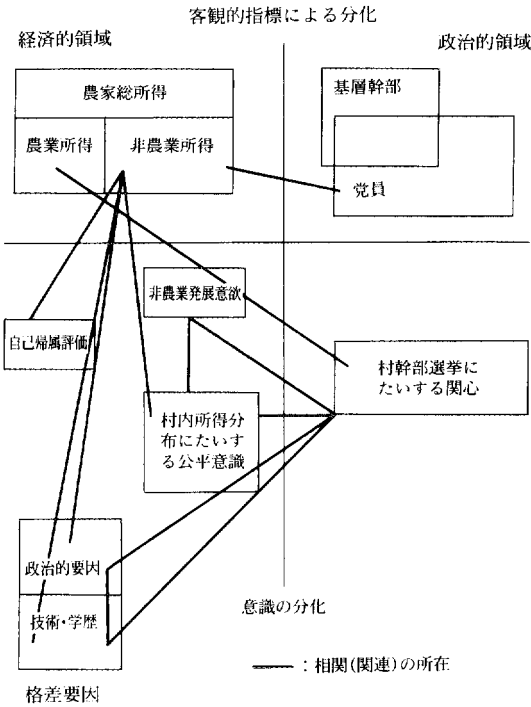 客観的指標による分化
経済的領域
政治的領域
農家総所得
農業所得
非農業所得
基層幹部
党員
非農業発展意欲
自己帰属評価
村幹部選挙に
たいする関心
村内所得分
布にたいす
る公平意識
政治的要因
技術・学歴
意識の分化
:相関(関連)の所在
格差要因